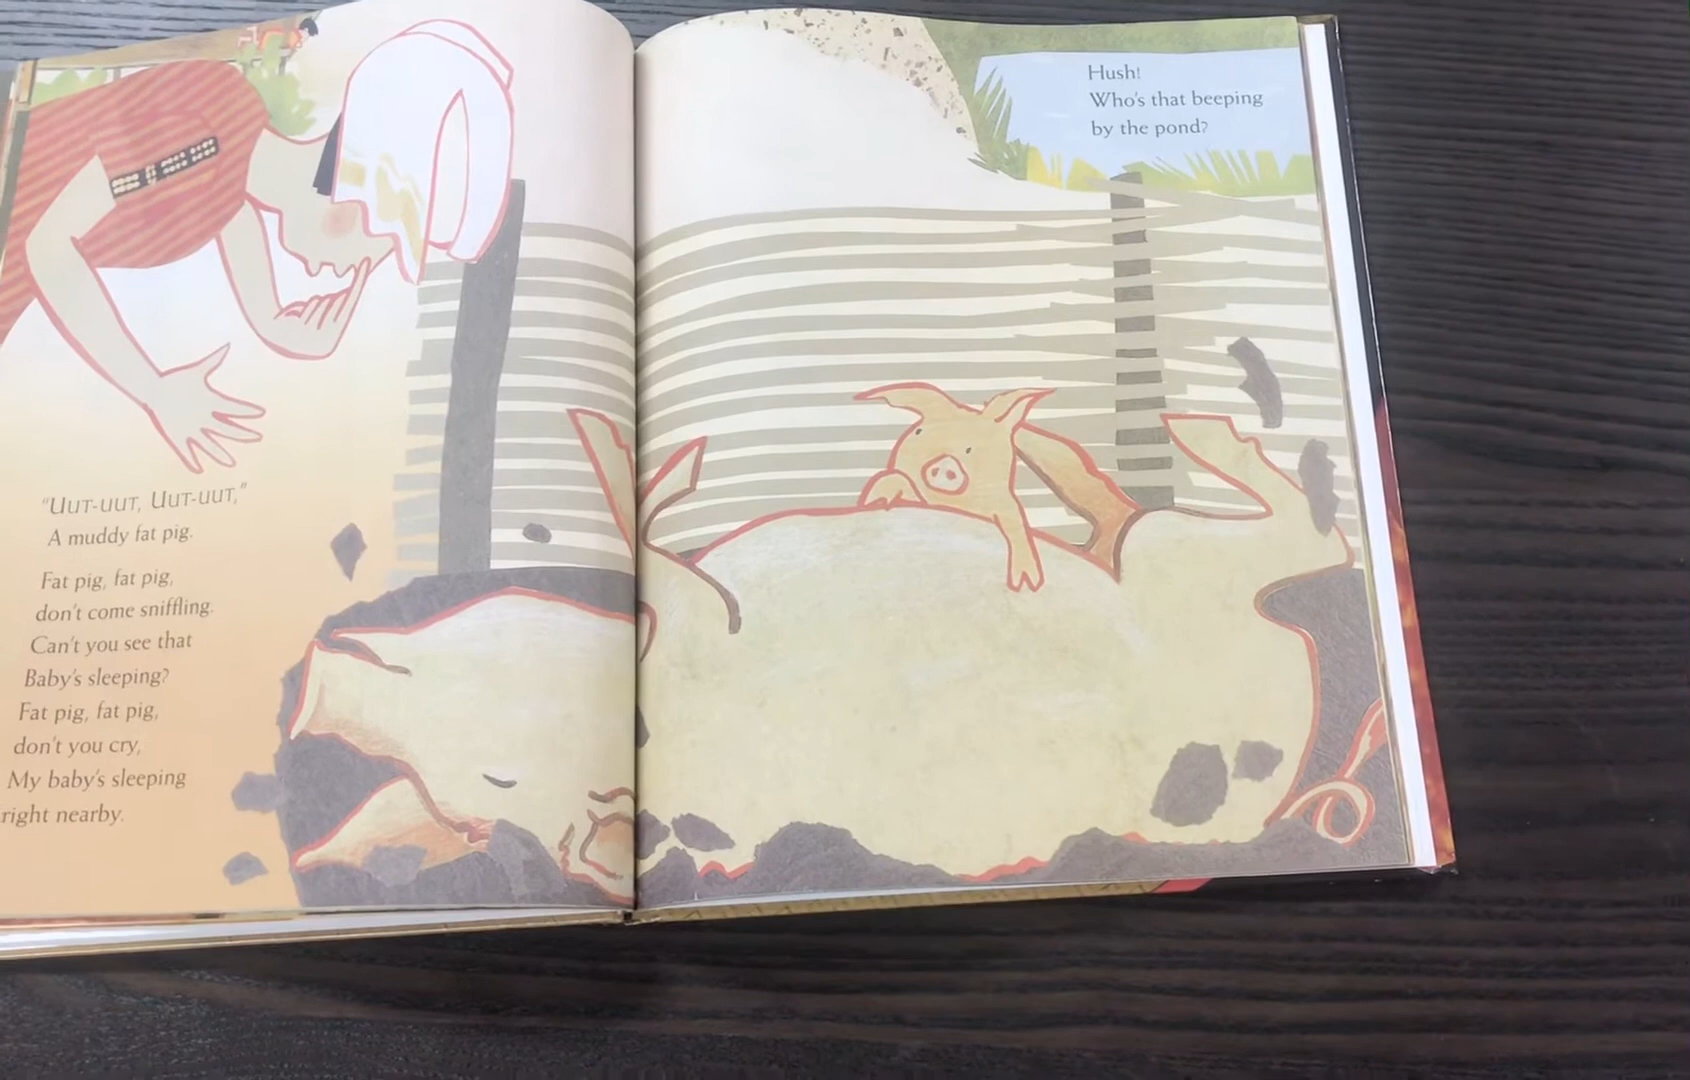 “UUT-UUT, UUT-UUT,”
A muddy fat pig.
Fat pig, fat pig,
don't come sniffling.
Can't you see that
Baby's sleeping?
Fat pig, fat pig,
don't you cry,
My baby's sleeping
right nearby.
Hush!
Who's that beeping
by the pond?